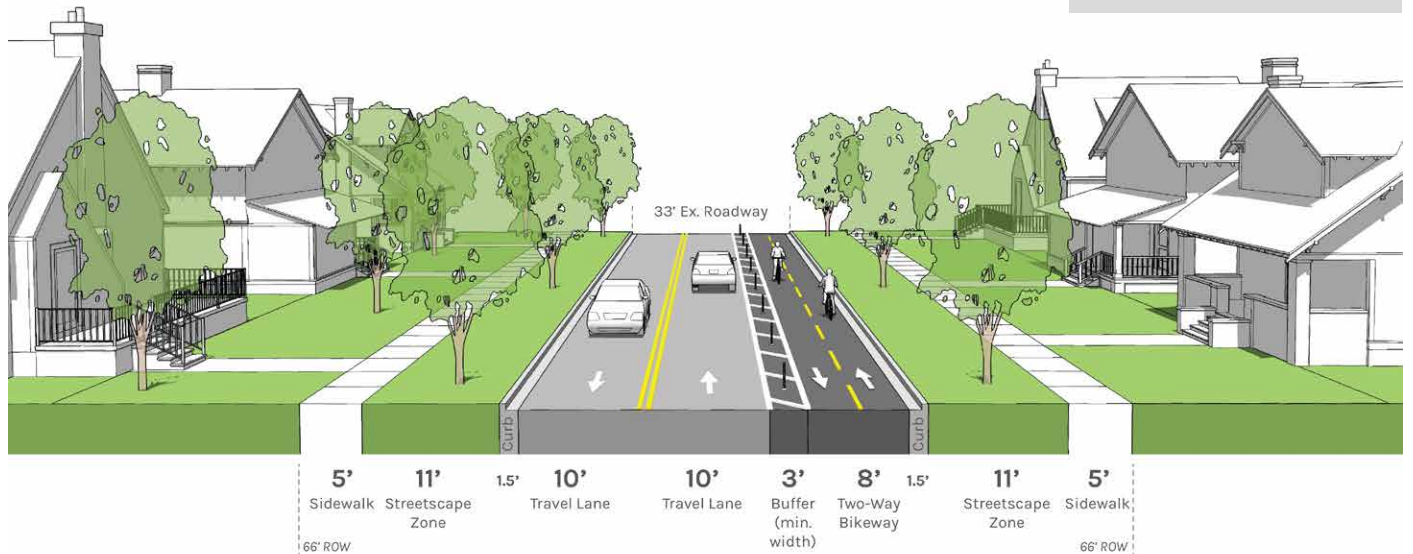 33' Ex. Roadway
Curb
Curb
5'
Sidewalk
11'
Streetscape
Zone
1.5'
10'
Travel Lane
10'
Travel Lane
3'
Buffer
(min.
width)
8'
Two-Way
Bikeway
1.5'
11'
Streetscape
Zone
5'
Sidewalk
66' ROW
66' ROW